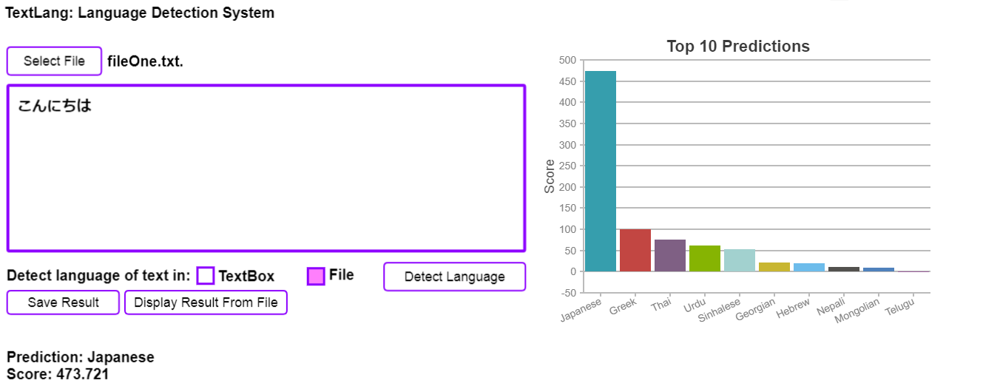 TextLang: Language Detection System
Select File fileOne.txt.
こんにちは
Detect language of text in: TextBox File Detect Language
Save Result Display Result From File
Prediction: Japanese
Score: 473.721
Top 10 Predictions
Score
500
450
400
350
300
250
200
150
100
50
0
-50
Japanese Greek Thai Urdu Sinhalese Georgian Hebrew Nepali Mongolian Telugu